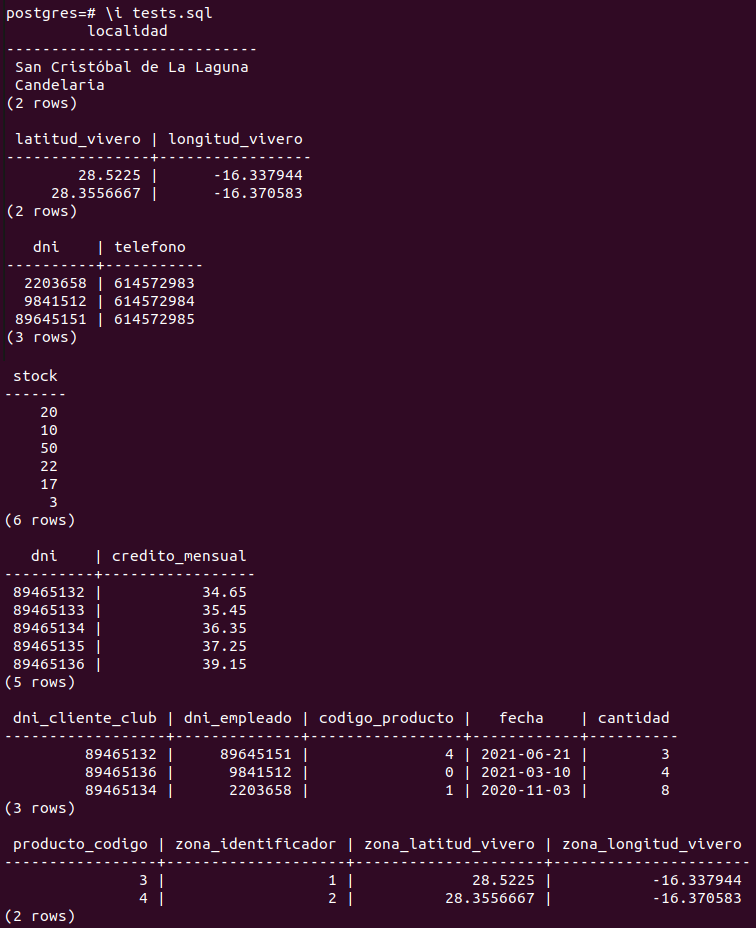 postgres=# \i tests.sql
         localidad
----------------------------
 San Cristóbal de La Laguna
 Candelaria
(2 rows)

 latitud_vivero | longitud_vivero
----------------+-----------------
        28.5225 |      -16.337944
     28.3556667 |      -16.370583
(2 rows)

   dni    | telefono
----------+-----------
  2203658 | 614572983
  9841512 | 614572984
 89645151 | 614572985
(3 rows)

 stock
-------
    20
    10
    50
    22
    17
     3
(6 rows)

   dni    | credito_mensual
----------+-----------------
 89465132 |           34.65
 89465133 |           35.45
 89465134 |           36.35
 89465135 |           37.25
 89465136 |           39.15
(5 rows)

 dni_cliente_club | dni_empleado | codigo_producto |   fecha    | cantidad
------------------+--------------+-----------------+------------+----------
         89465132 |     89645151 |               4 | 2021-06-21 |        3
         89465136 |      9841512 |               0 | 2021-03-10 |        4
         89465134 |      2203658 |               1 | 2020-11-03 |        8
(3 rows)

 producto_codigo | zona_identificador | zona_latitud_vivero | zona_longitud_vivero
-----------------+--------------------+---------------------+----------------------
               3 |                  1 |             28.5225 |           -16.337944
               4 |                  2 |          28.3556667 |           -16.370583
(2 rows)